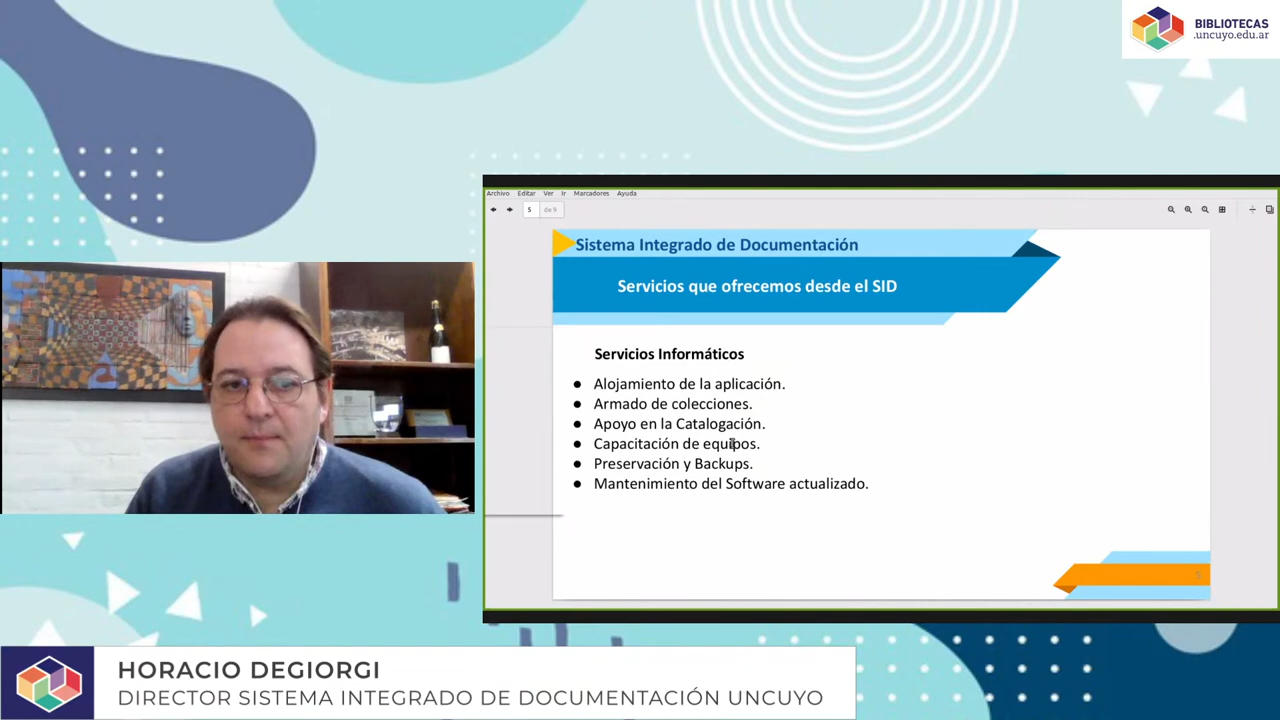 BIBLIOTECAS
.uncuyo.edu.ar
Archivo Editar Ver Ir Marcadores Ayuda
5 de 9
Sistema Integrado de Documentación
Servicios que ofrecemos desde el SID
Servicios Informáticos
● Alojamiento de la aplicación.
● Armado de colecciones.
● Apoyo en la Catalogación.
● Capacitación de equipos.
● Preservación y Backups.
● Mantenimiento del Software actualizado.
5
HORACIO DEGIORGI
DIRECTOR SISTEMA INTEGRADO DE DOCUMENTACIÓN UNCUYO